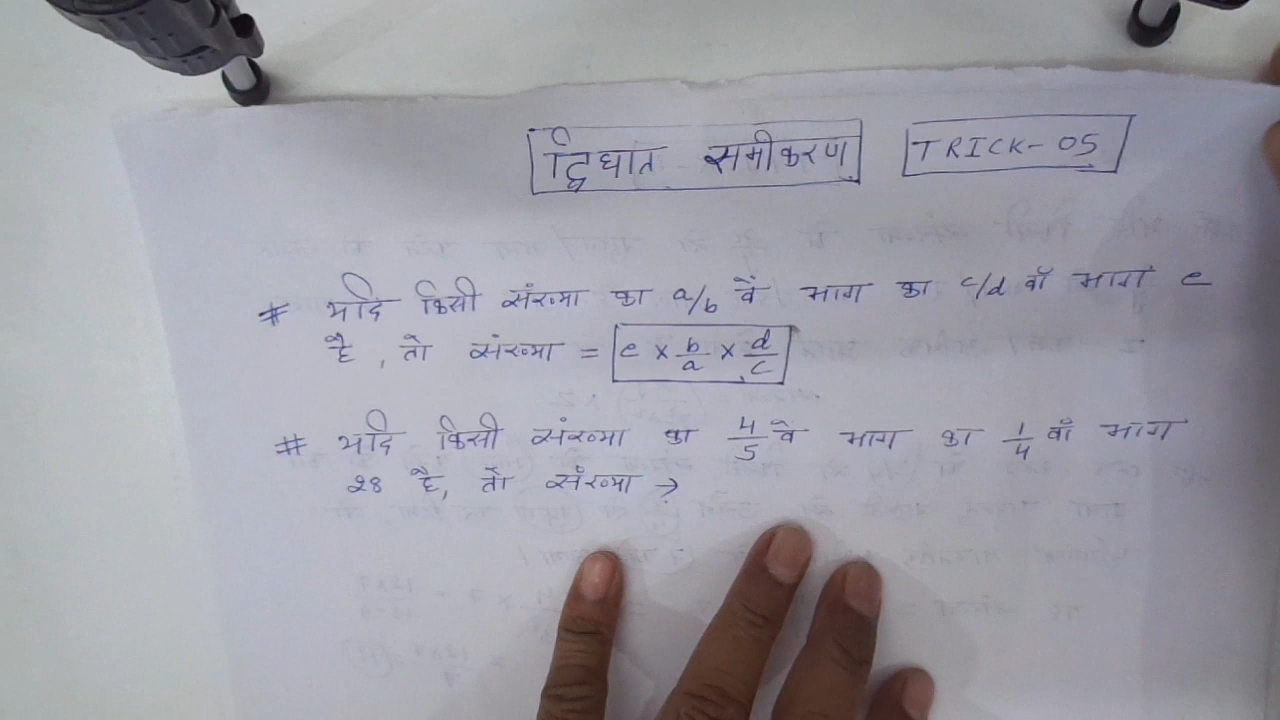 द्विघात समीकरण TRICK-05
# यदि किसी संख्या का a/b वें भाग का c/d वाँ भाग e
है, तो संख्या = e × b/a × d/c
# यदि किसी संख्या का 4/5 वें भाग का 1/4 वाँ भाग
28 है, तो संख्या → ?